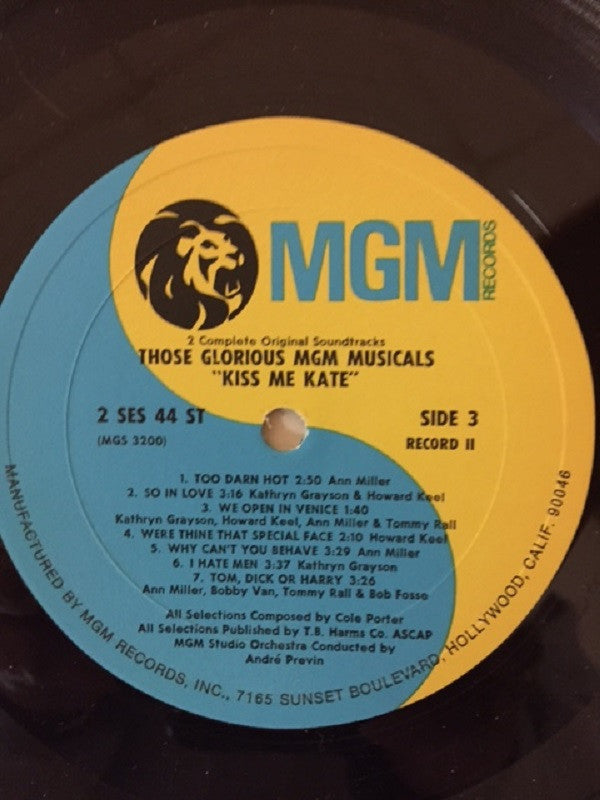 MGM
RECORDS
2 Complete Original Soundtracks
THOSE GLORIOUS MGM MUSICALS
"KISS ME KATE"
2 SES 44 ST
(MGS 3200)
SIDE 3
RECORD II
1. TOO DARN HOT 2:50 Ann Miller
2. SO IN LOVE 3:16 Kathryn Grayson & Howard Keel
3. WE OPEN IN VENICE 1:40
Kathryn Grayson, Howard Keel, Ann Miller & Tommy Rall
4. WERE THINE THAT SPECIAL FACE 2:10 Howard Keel
5. WHY CAN'T YOU BEHAVE 3:29 Ann Miller
6. I HATE MEN 3:37 Kathryn Grayson
7. TOM, DICK OR HARRY 3:26
Ann Miller, Bobby Van, Tommy Rall & Bob Fosse
All Selections Composed by Cole Porter
All Selections Published by T.B. Harms Co. ASCAP
MGM Studio Orchestra Conducted by
André Previn
MANUFACTURED BY MGM RECORDS, INC., 7165 SUNSET BOULEVARD, HOLLYWOOD, CALIF. 90046